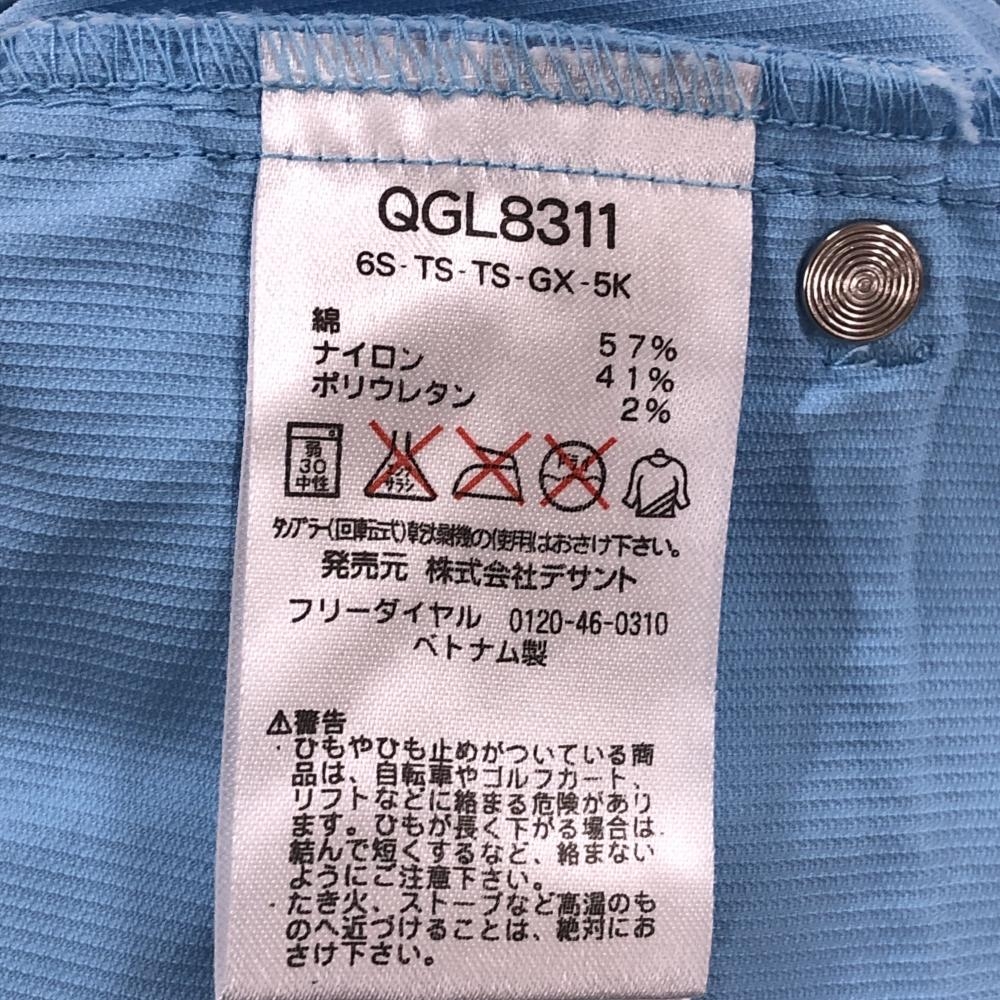 QGL8311
6S-TS-TS-GX-5K
綿 57%
ナイロン 41%
ポリウレタン 2%
弱
30
中性
エンソ
サラシ
ドライ
タンブラー(回転式)乾燥機の使用はおさけ下さい。
発売元 株式会社デサント
フリーダイヤル 0120-46-0310
ベトナム製
⚠警告
・ひもやひも止めがついている商
品は、自転車やゴルフカート、
リフトなどに絡まる危険があり
ます。ひもが長く下がる場合は、
結んで短くするなど、絡まない
ようにご注意下さい。
・たき火、ストーブなど高温のも
のへ近づけることは、絶対にお
さけ下さい。